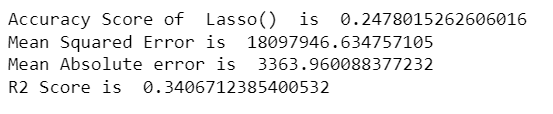 Accuracy Score of  Lasso()  is  0.2478015262606016
Mean Squared Error is  18097946.634757105
Mean Absolute error is  3363.960088377232
R2 Score is  0.3406712385400532